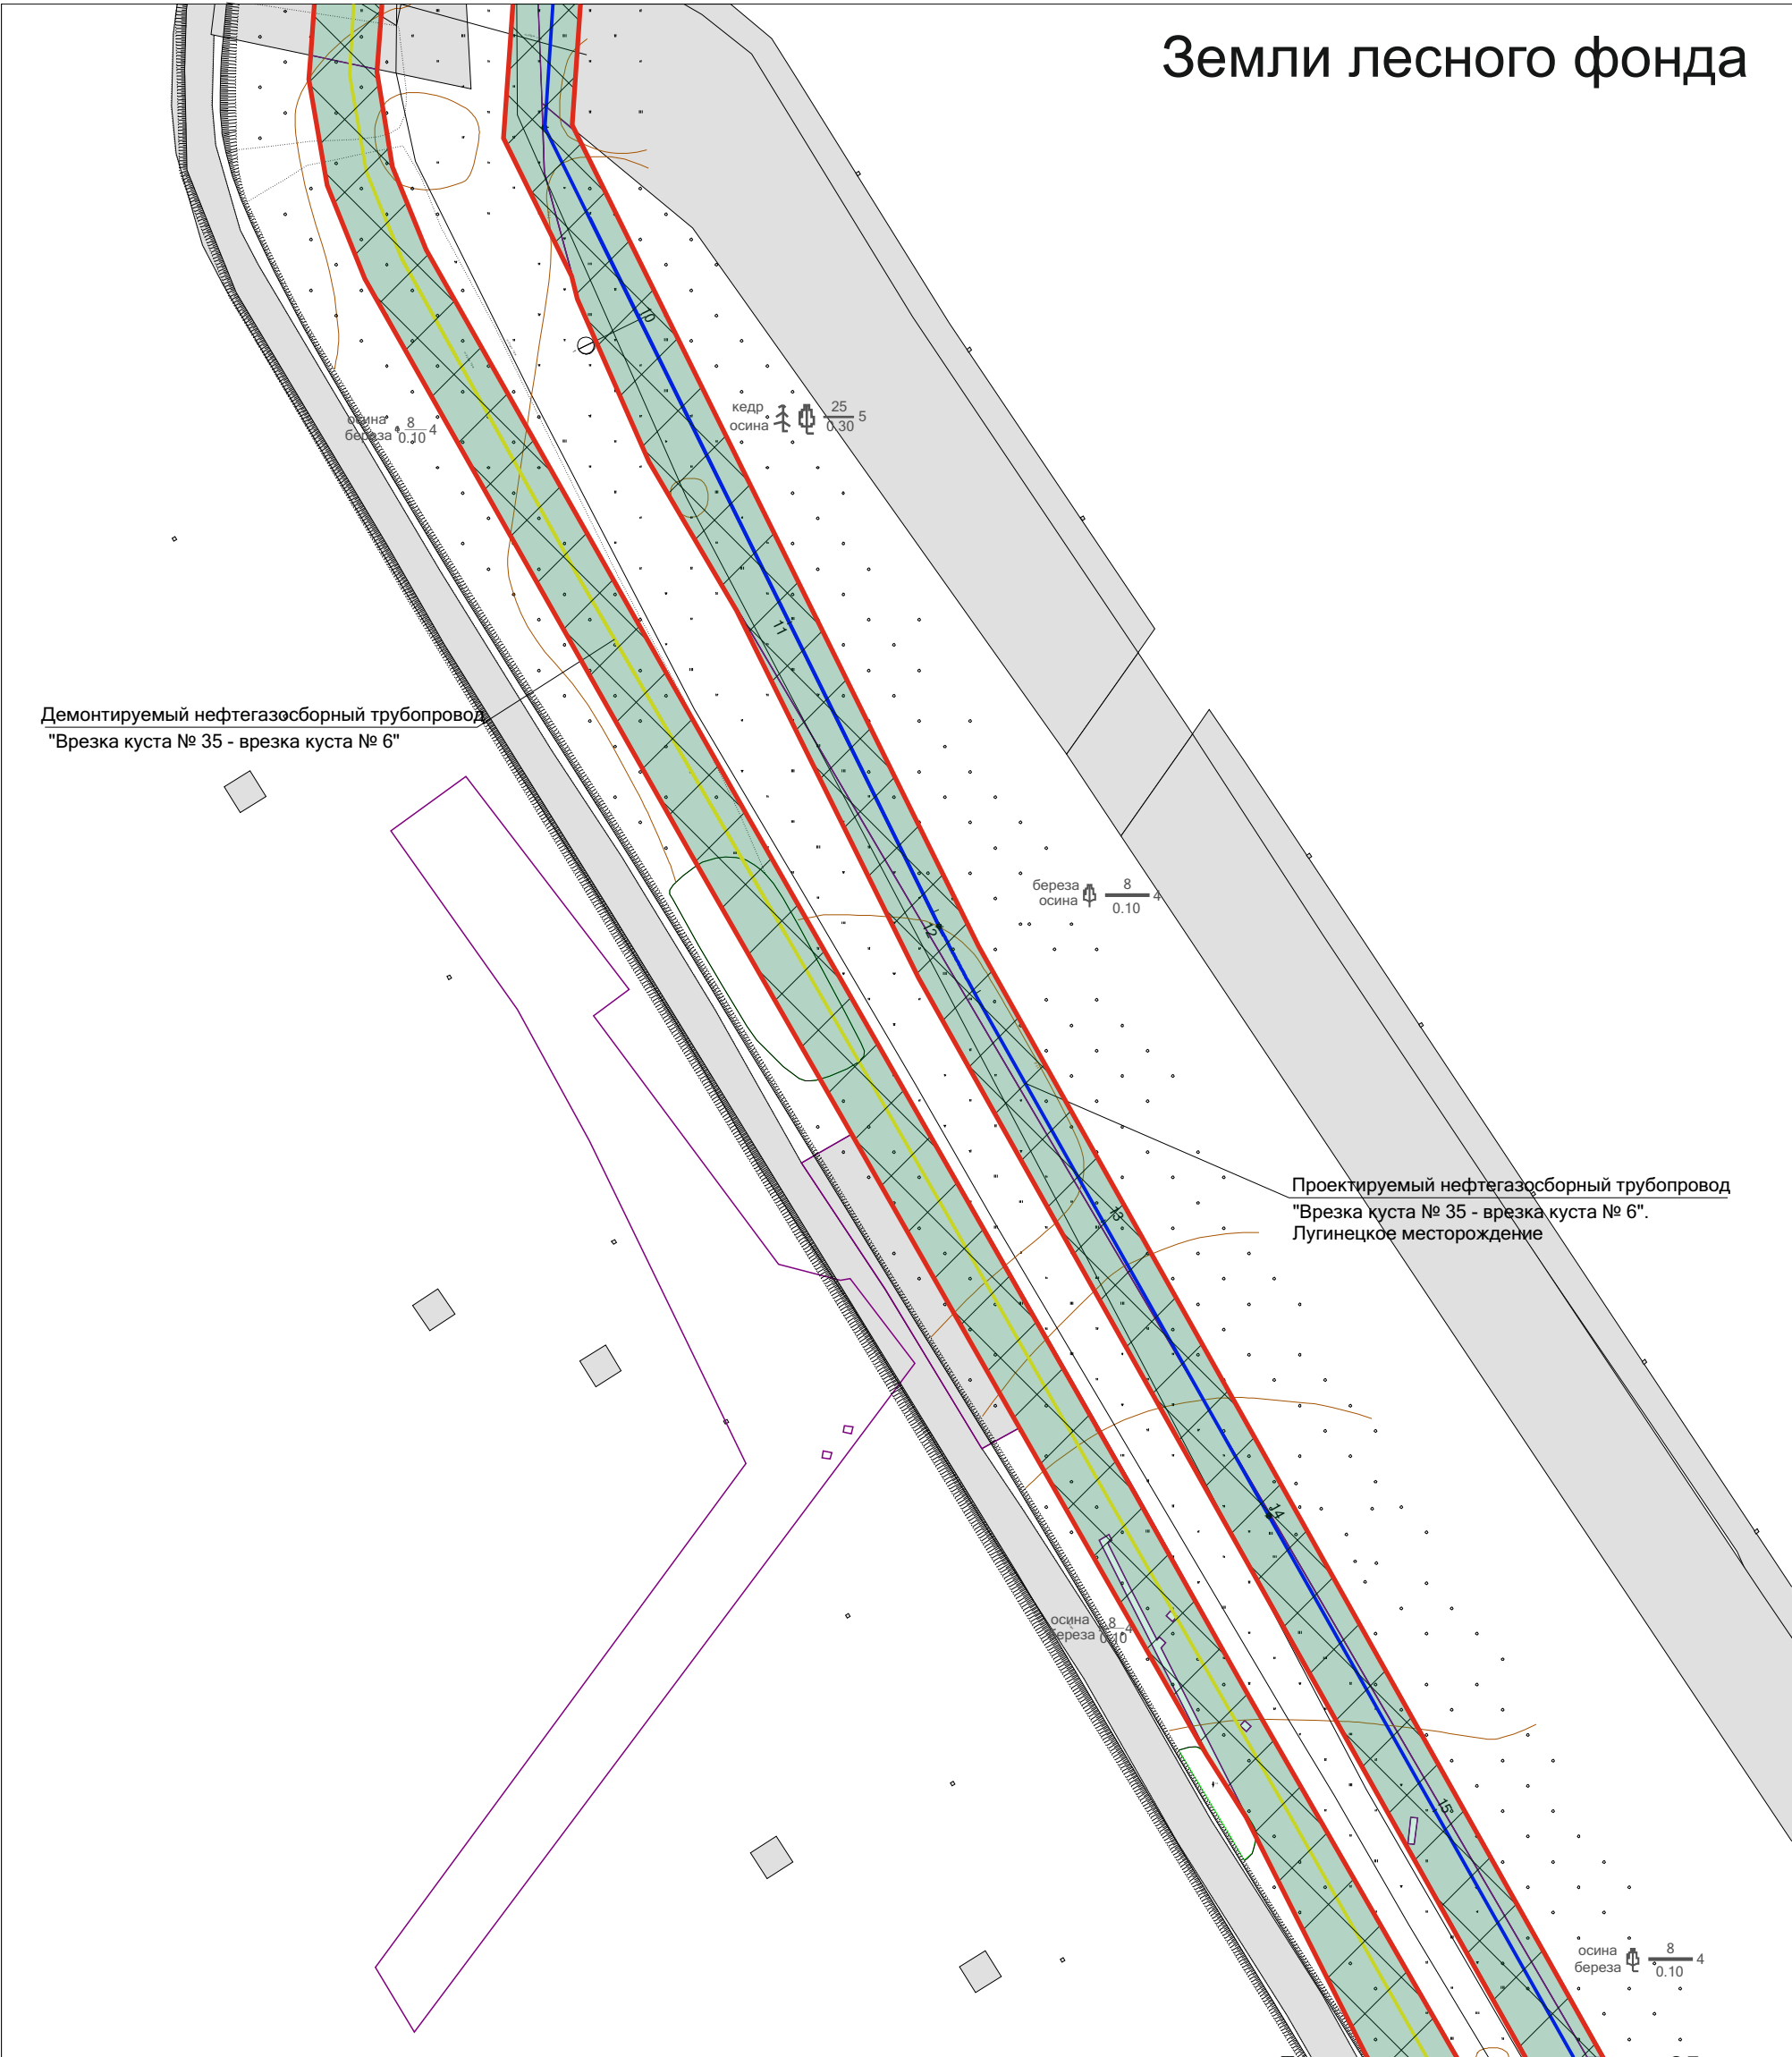 Земли лесного фонда
10
кедр 25 5
осина 0.30
осина 8 4
береза 0.10
11
Демонтируемый нефтегазосборный трубопровод
"Врезка куста № 35 - врезка куста № 6"
береза 8 4
осина 0.10
12
Проектируемый нефтегазосборный трубопровод
"Врезка куста № 35 - врезка куста № 6".
Лугинецкое месторождение
13
14
осина 8 4
береза 0.10
15
осина 8 4
береза 0.10